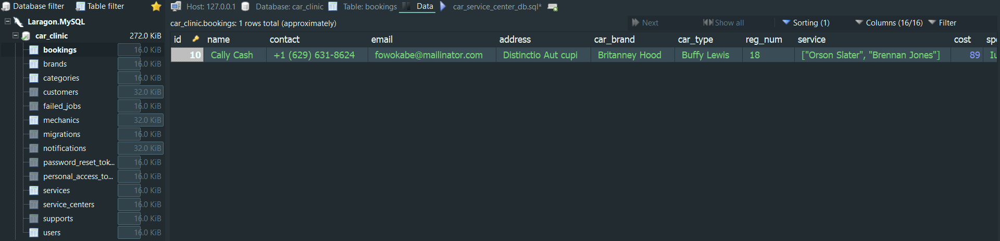 Database filter Table filter
Host: 127.0.0.1 Database: car_clinic Table: bookings Data car_service_center_db.sql*
Laragon.MySQL
car_clinic 272.0 KiB
bookings 16.0 KiB
brands 16.0 KiB
categories 16.0 KiB
customers 32.0 KiB
failed_jobs 16.0 KiB
mechanics 32.0 KiB
migrations 16.0 KiB
notifications 32.0 KiB
password_reset_tok... 16.0 KiB
personal_access_to... 16.0 KiB
services 16.0 KiB
service_centers 16.0 KiB
supports 16.0 KiB
users 16.0 KiB
car_clinic.bookings: 1 rows total (approximately) Next Show all Sorting (1) Columns (16/16) Filter
id name contact email address car_brand car_type reg_num service cost spe
10 Cally Cash +1 (629) 631-8624 fowokabe@mailinator.com Distinctio Aut cupi Britanney Hood Buffy Lewis 18 ["Orson Slater", "Brennan Jones"] 89 Iu